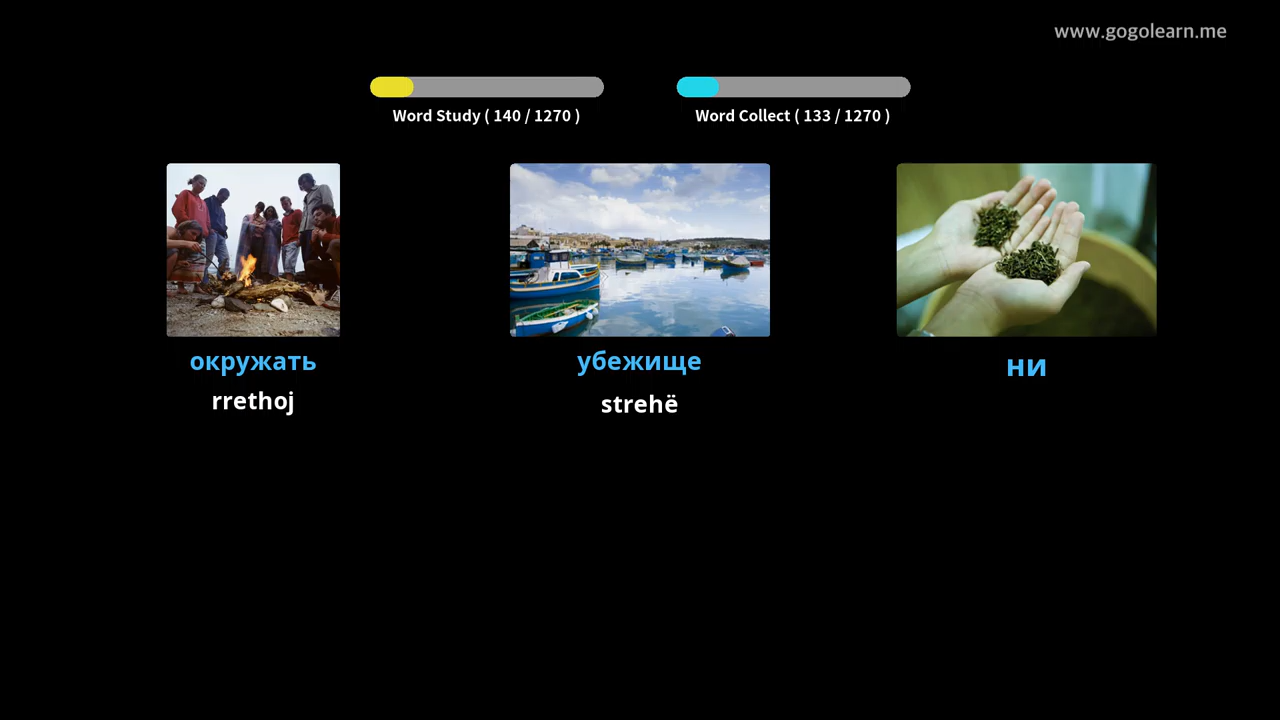 www.gogolearn.me
Word Study ( 140 / 1270 )
Word Collect ( 133 / 1270 )
окружать
rrethoj
убежище
strehë
ни